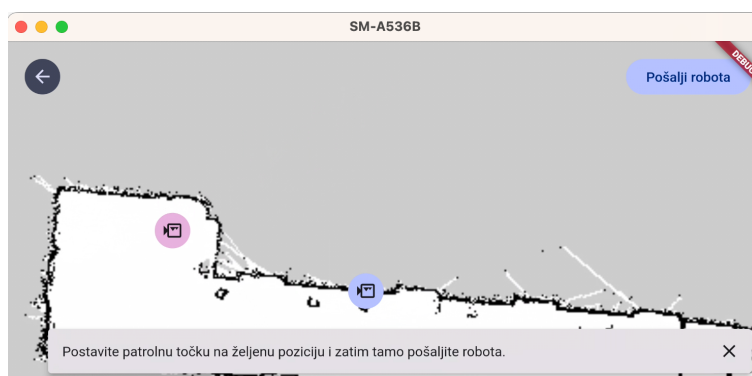 SM-A536B
DEBUG
Pošalji robota
Postavite patrolnu točku na željenu poziciju i zatim tamo pošaljite robota.